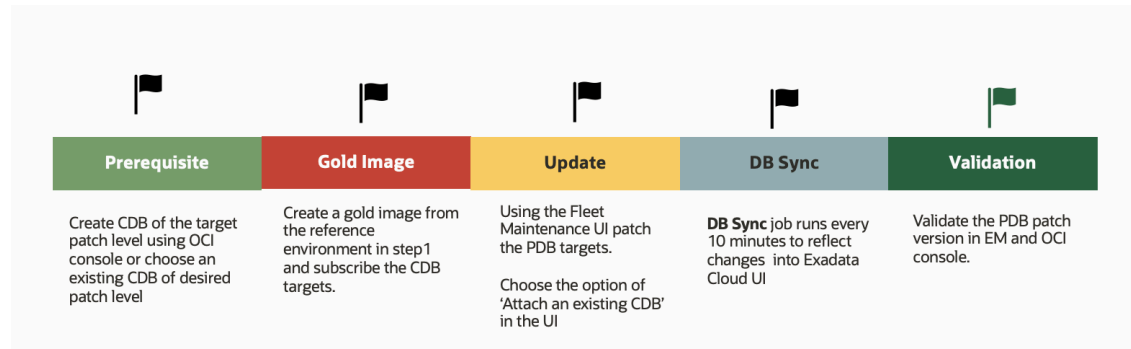 Prerequisite
Gold Image
Update
DB Sync
Validation
Create CDB of the target
patch level using OCI
console or choose an
existing CDB of desired
patch level
Create a gold image from
the reference
environment in step1
and subscribe the CDB
targets.
Using the Fleet
Maintenance UI patch
the PDB targets.
Choose the option of
‘Attach an existing CDB’
in the UI
DB Sync job runs every
10 minutes to reflect
changes into Exadata
Cloud UI
Validate the PDB patch
version in EM and OCI
console.